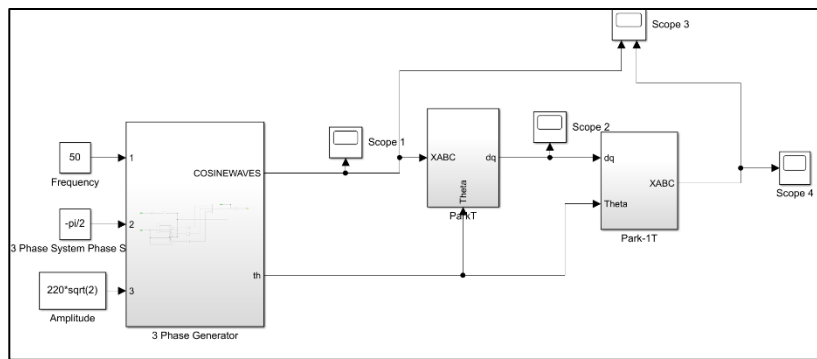 Scope 3
Scope 1
Scope 2
50
Frequency
1
COSINEWAVES
XABC
dq
Theta
ParkT
dq
XABC
Theta
Park-1T
Scope 4
-pi/2
2
3 Phase System Phase S
th
220*sqrt(2)
3
Amplitude
3 Phase Generator